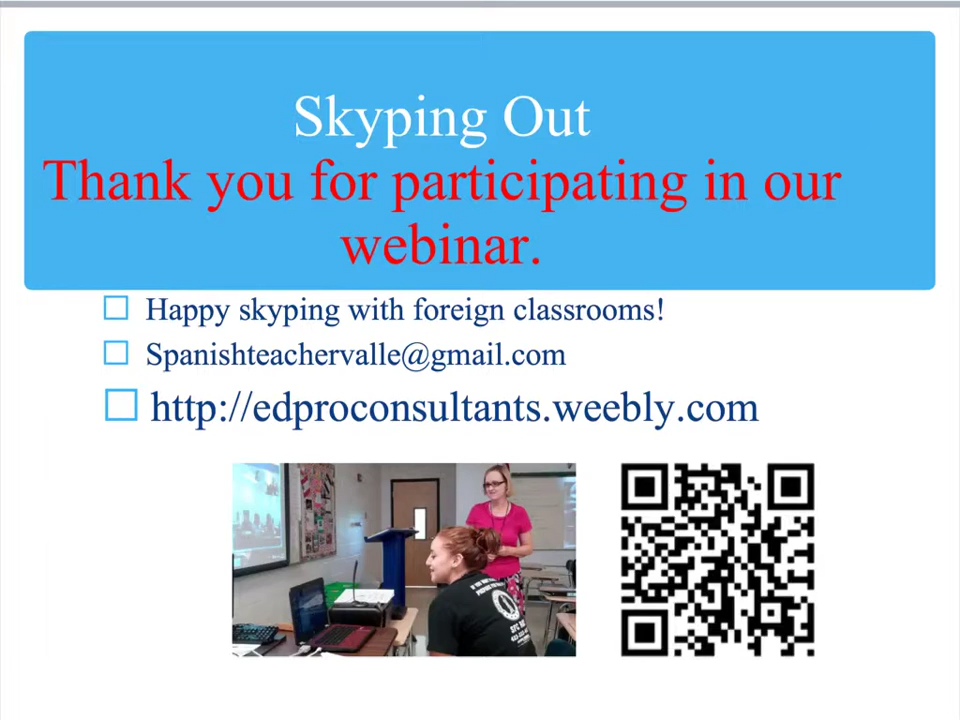 Skyping Out
Thank you for participating in our
webinar.
Happy skyping with foreign classrooms!
Spanishteachervalle@gmail.com
http://edproconsultants.weebly.com